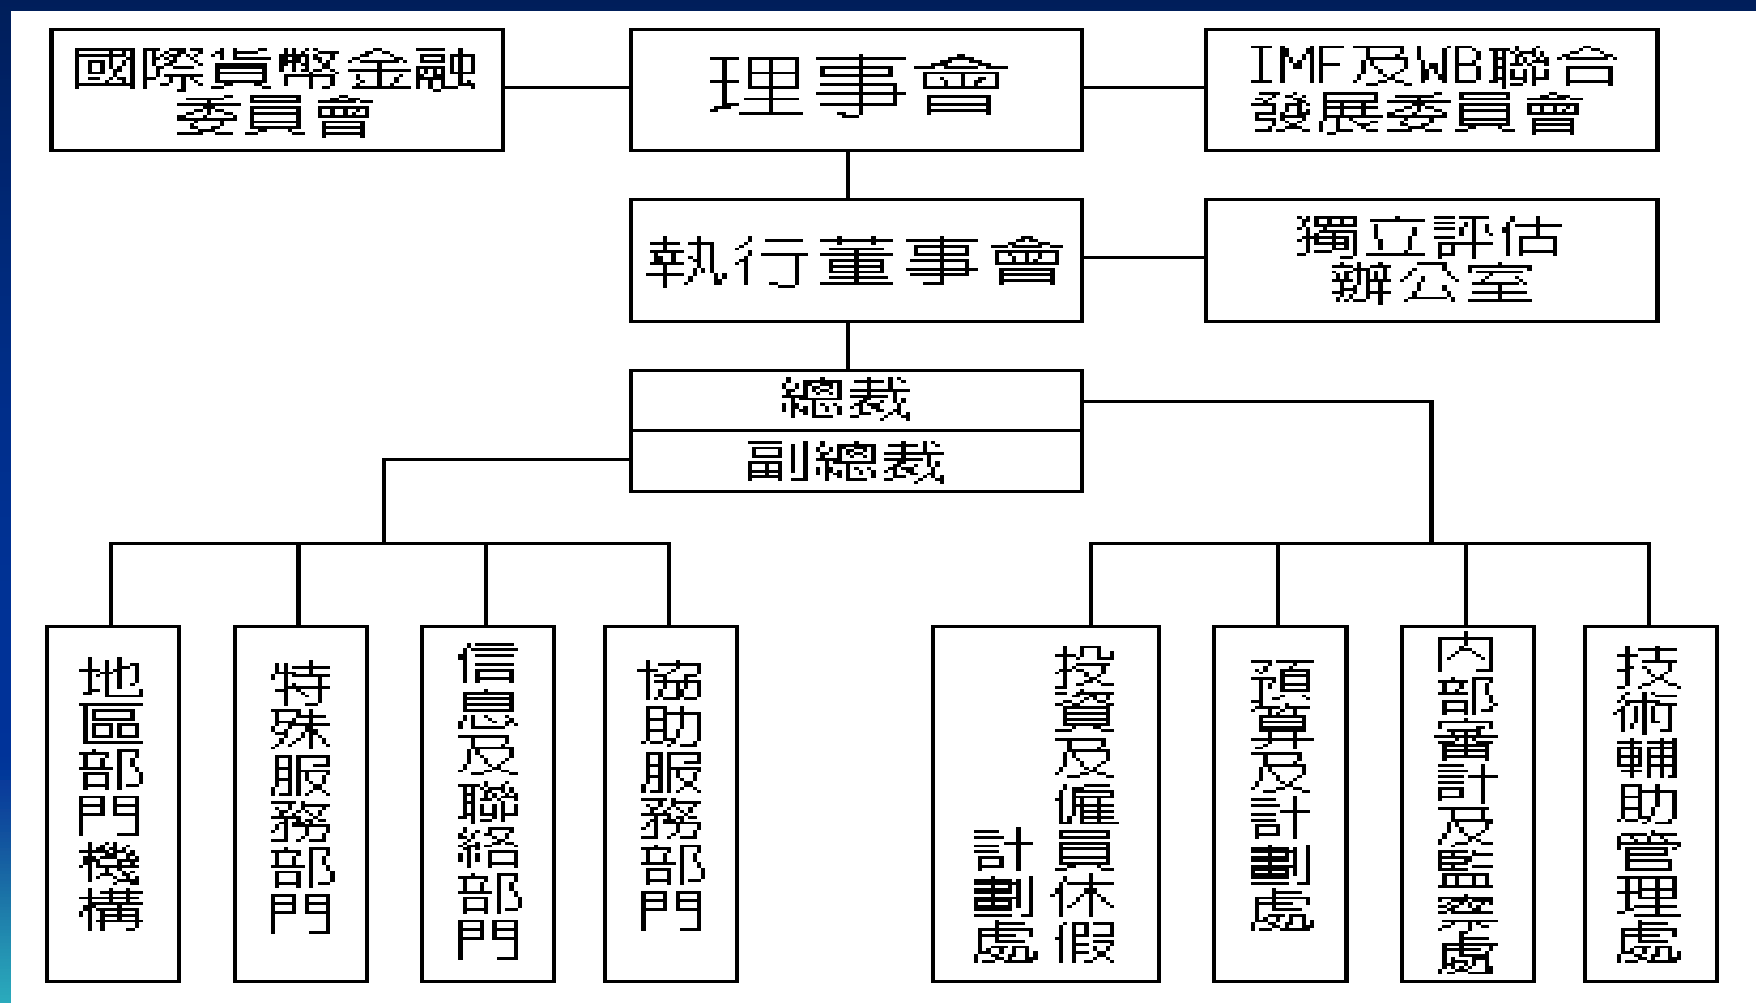 國際貨幣金融
委員會
理事會
IMF及WB聯合
發展委員會
執行董事會
獨立評估
辦公室
總裁
副總裁
地區部門機構
特殊服務部門
信息及聯絡部門
協助服務部門
投資及僱員休假
計劃處
預算及計劃處
內部審計及監察處
技術輔助管理處